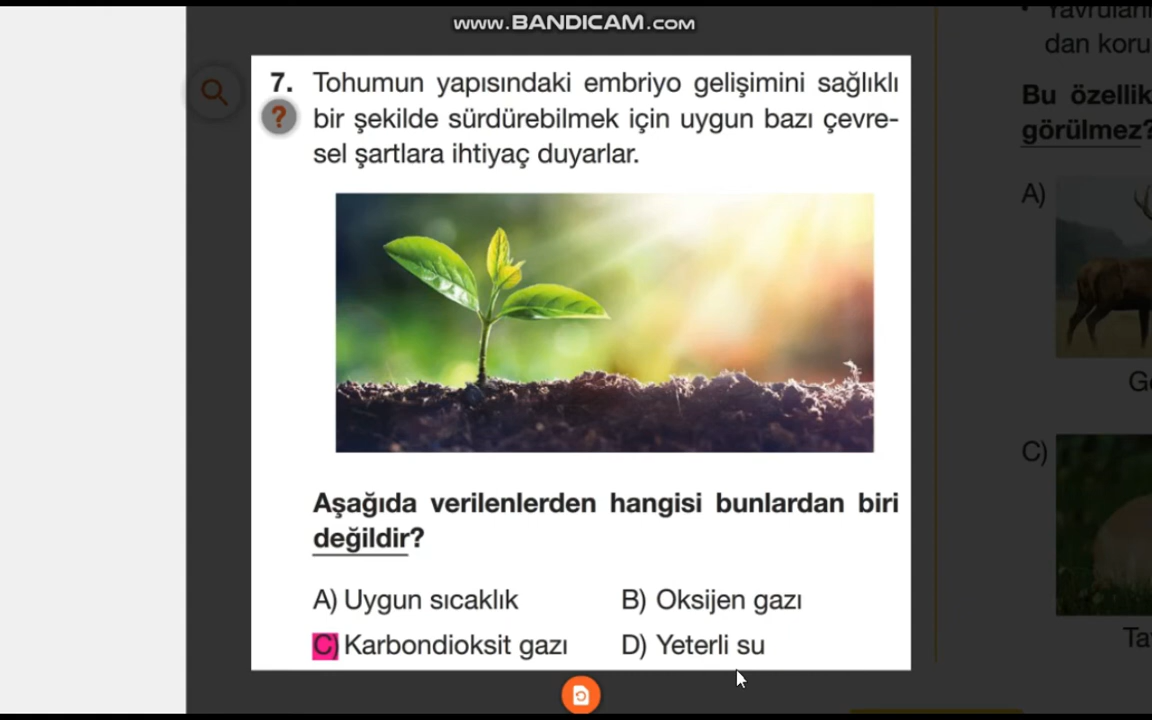 www.BANDICAM.com
7. Tohumun yapısındaki embriyo gelişimini sağlıklı
? bir şekilde sürdürebilmek için uygun bazı çevre-
sel şartlara ihtiyaç duyarlar.
Aşağıda verilenlerden hangisi bunlardan biri
değildir?
A) Uygun sıcaklık B) Oksijen gazı
C) Karbondioksit gazı D) Yeterli su
dan koru
Bu özellik
görülmez?
A)
C)